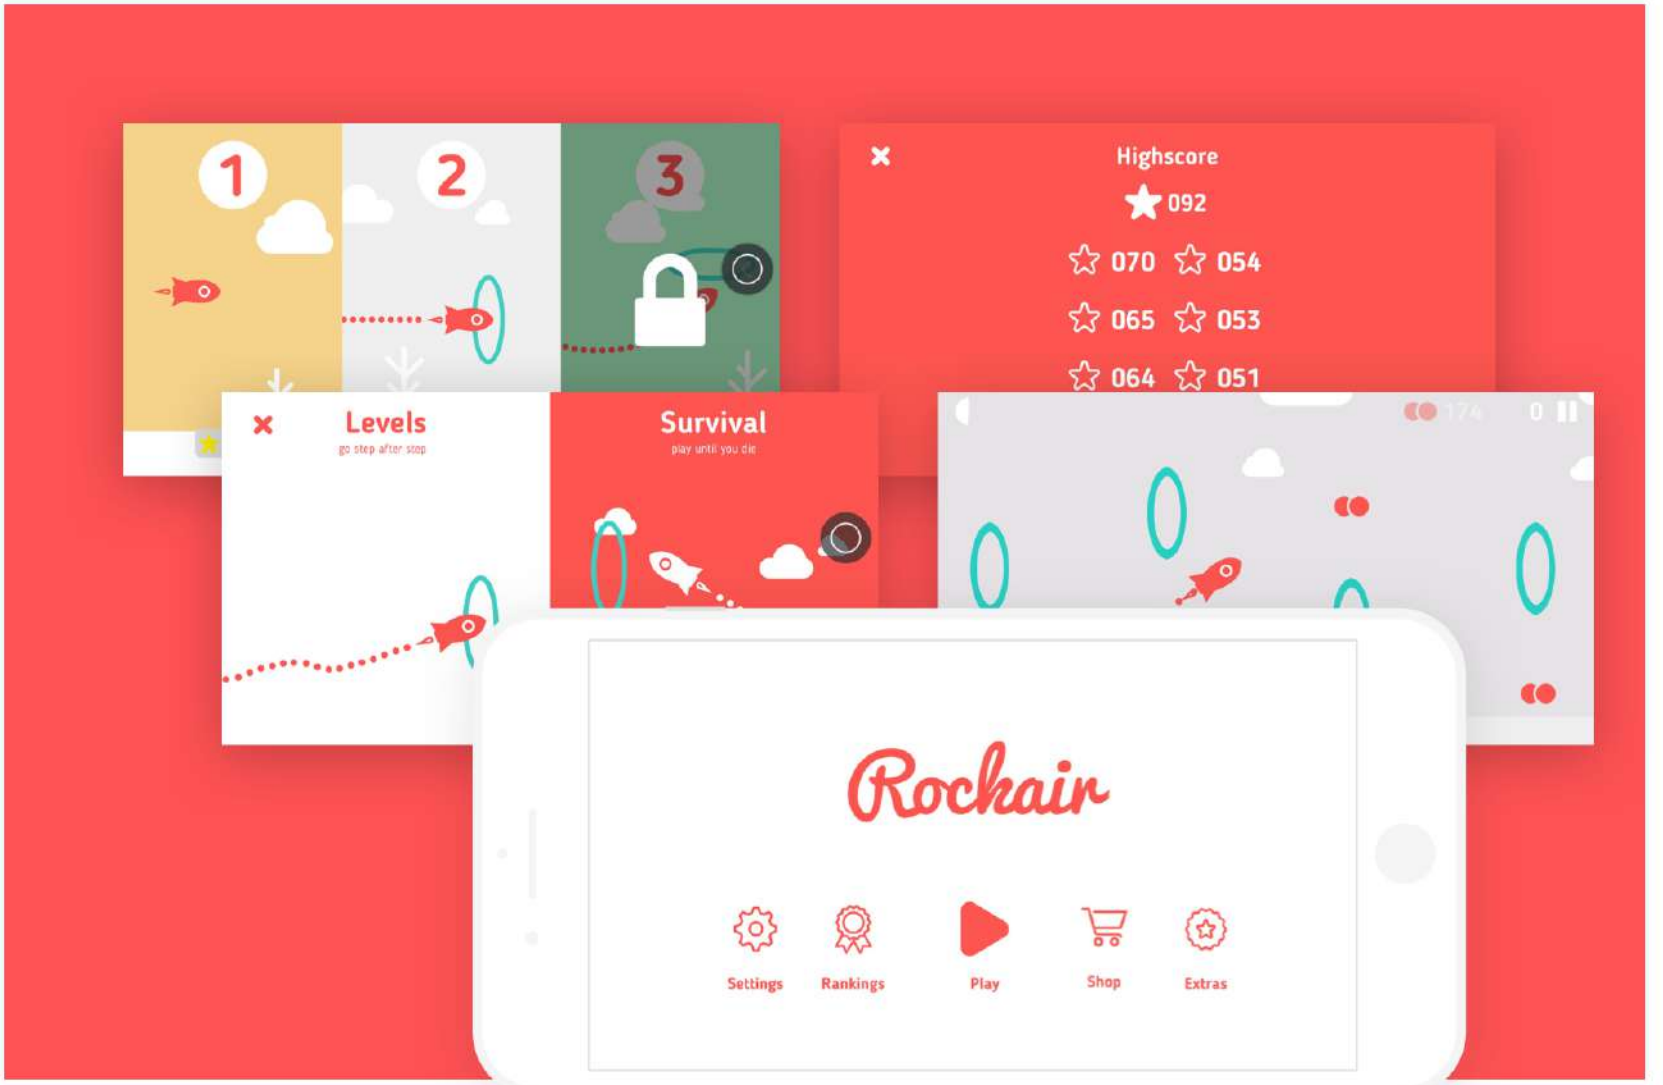 1
2
3
Highscore
092
070 054
065 053
064 051
Levels
go step after step
Survival
play until you die
174 0
Rockair
Settings Rankings Play Shop Extras